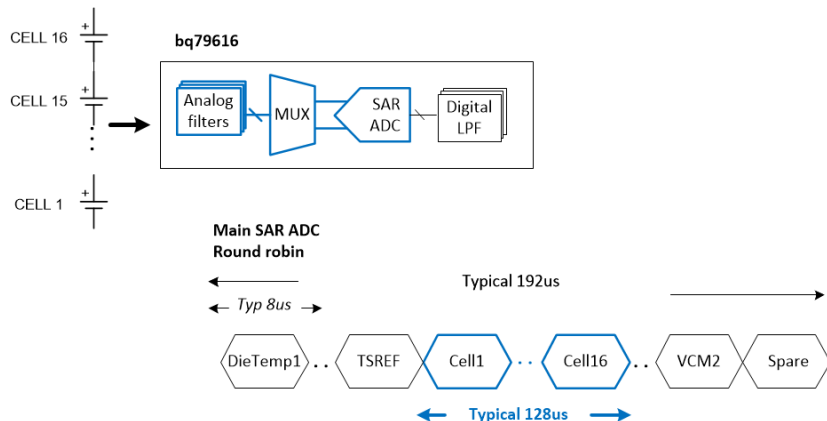 CELL 16
+
bq79616
CELL 15
+
Analog
filters
MUX
SAR
ADC
Digital
LPF
CELL 1
+
Main SAR ADC
Round robin
Typical 192us
Typ 8us
DieTemp1
. .
TSREF
Cell1
. .
Cell16
. .
VCM2
Spare
Typical 128us